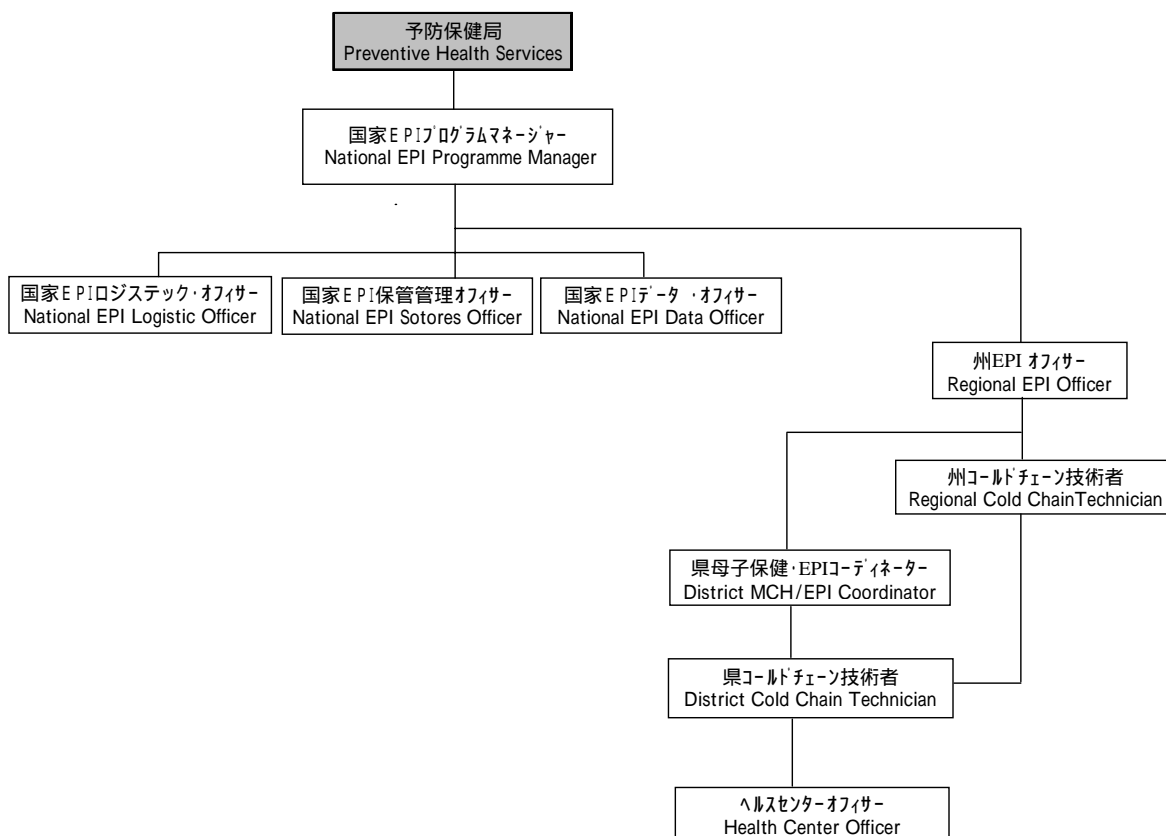 予防保健局
Preventive Health Services
国家EPIプログラムマネージャー
National EPI Programme Manager
国家EPIロジステック・オフィサー
National EPI Logistic Officer
国家EPI保管管理オフィサー
National EPI Sotores Officer
国家EPIデータ・オフィサー
National EPI Data Officer
州EPI オフィサー
Regional EPI Officer
州コールドチェーン技術者
Regional Cold ChainTechnician
県母子保健・EPIコーディネーター
District MCH/EPI Coordinator
県コールドチェーン技術者
District Cold Chain Technician
ヘルスセンターオフィサー
Health Center Officer